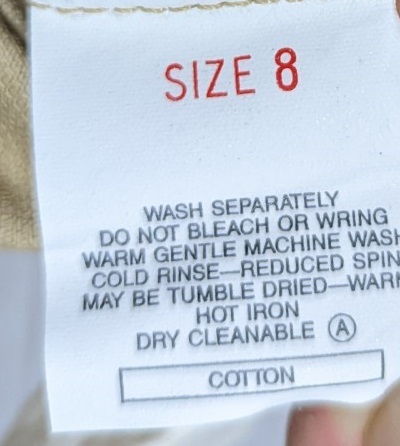 SIZE 8
WASH SEPARATELY
DO NOT BLEACH OR WRING
WARM GENTLE MACHINE WASH
COLD RINSE—REDUCED SPIN
MAY BE TUMBLE DRIED—WARM
HOT IRON
DRY CLEANABLE Ⓐ
COTTON